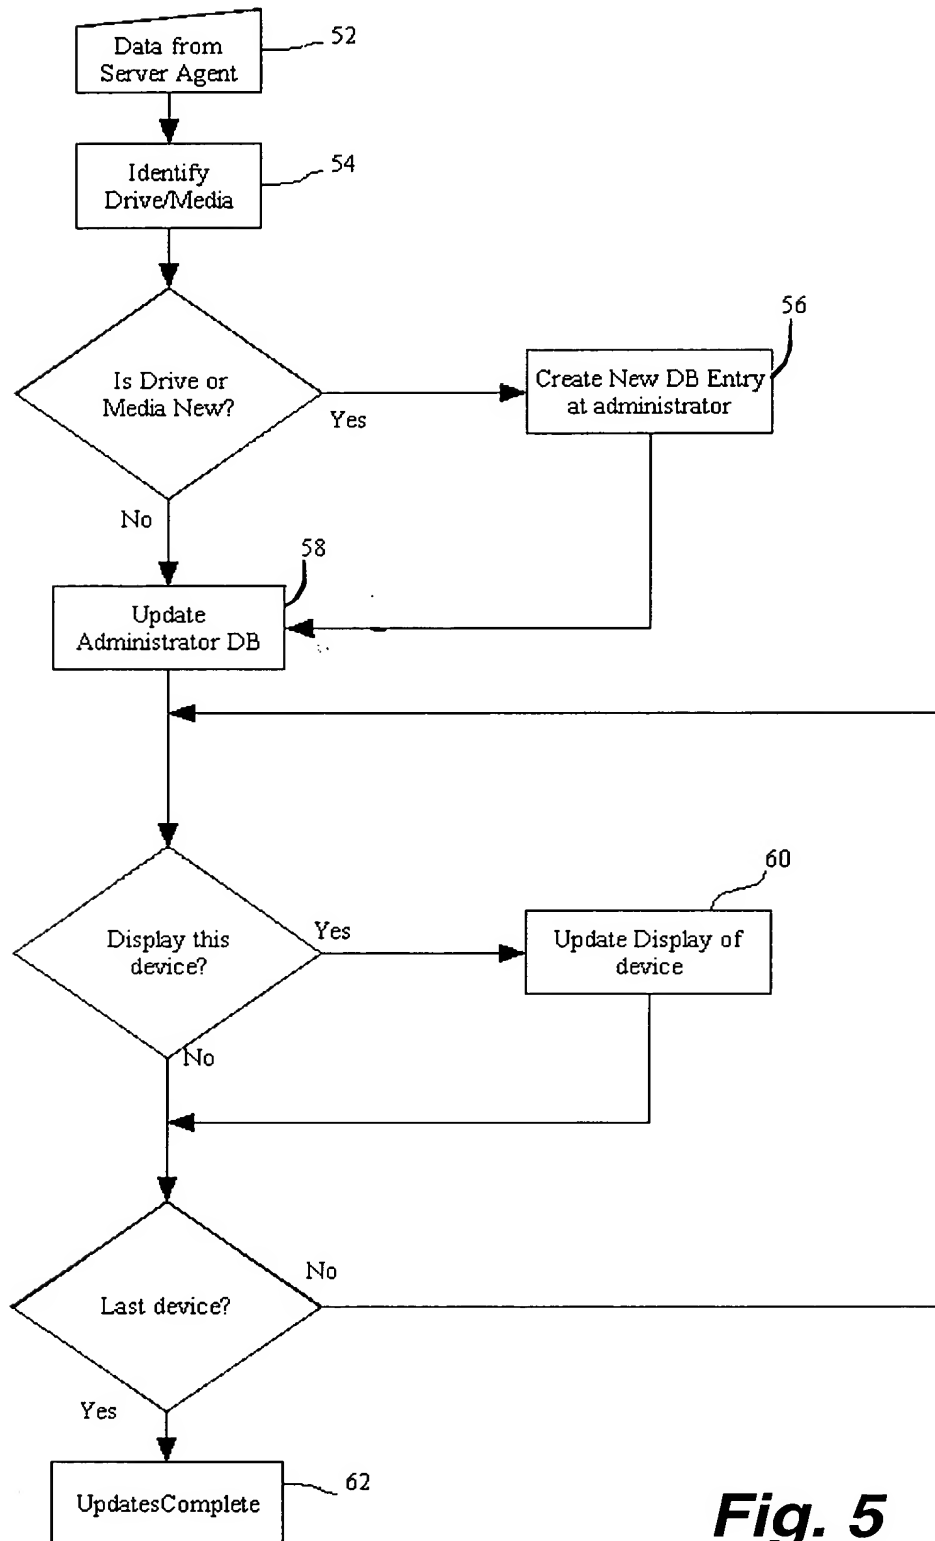 Data from
Server Agent
52
Identify
Drive/Media
54
Is Drive or
Media New?
Yes
56
Create New DB Entry
at administrator
No
58
Update
Administrator DB
60
Display this
device?
Yes
Update Display of
device
No
Last device?
No
Yes
UpdatesComplete
62
Fig. 5